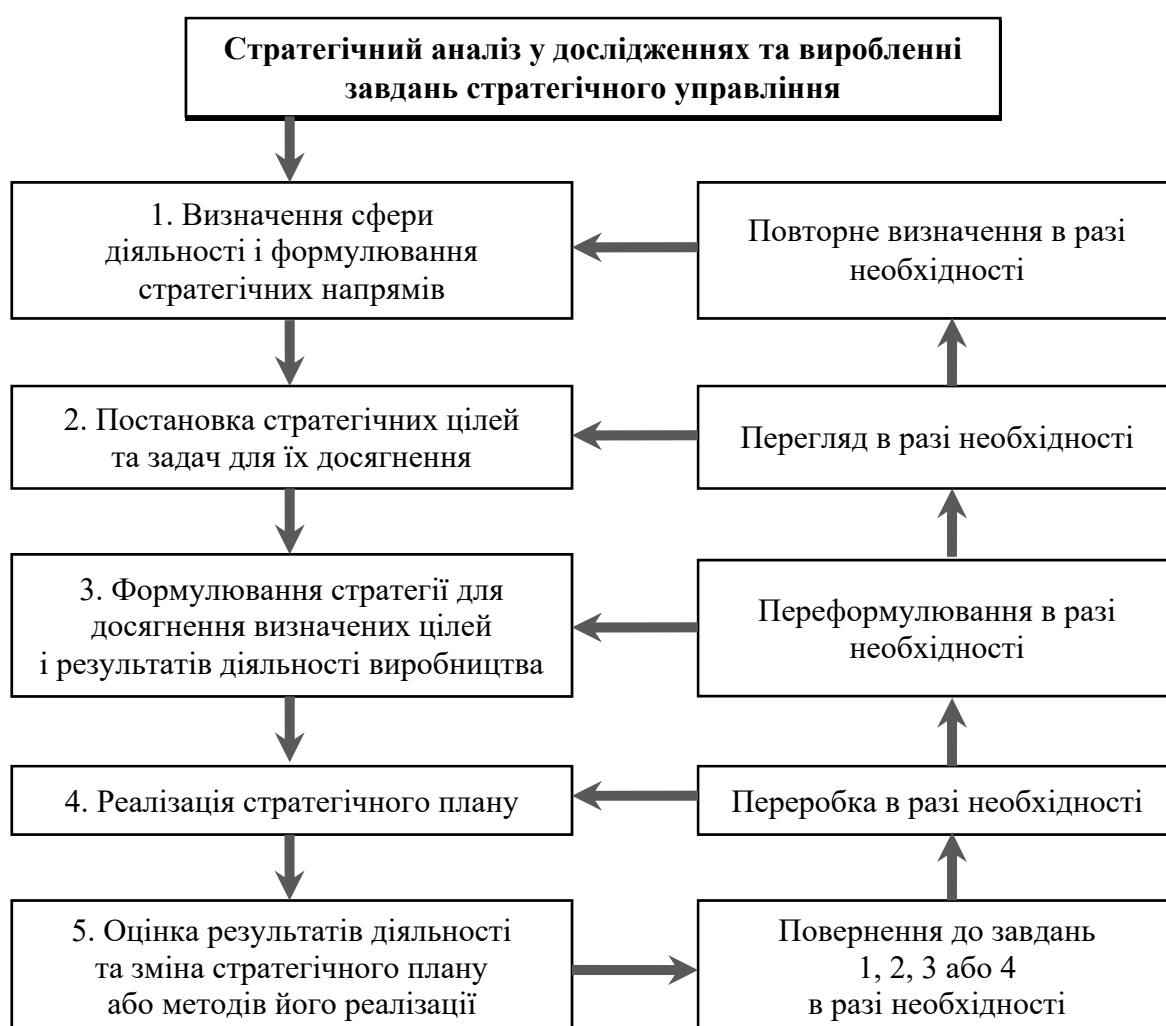 Стратегічний аналіз у дослідженнях та виробленні
завдань стратегічного управління
1. Визначення сфери
діяльності і формулювання
стратегічних напрямів
Повторне визначення в разі
необхідності
2. Постановка стратегічних цілей
та задач для їх досягнення
Перегляд в разі необхідності
3. Формулювання стратегії для
досягнення визначених цілей
і результатів діяльності виробництва
Переформулювання в разі
необхідності
4. Реалізація стратегічного плану
Переробка в разі необхідності
5. Оцінка результатів діяльності
та зміна стратегічного плану
або методів його реалізації
Повернення до завдань
1, 2, 3 або 4
в разі необхідності